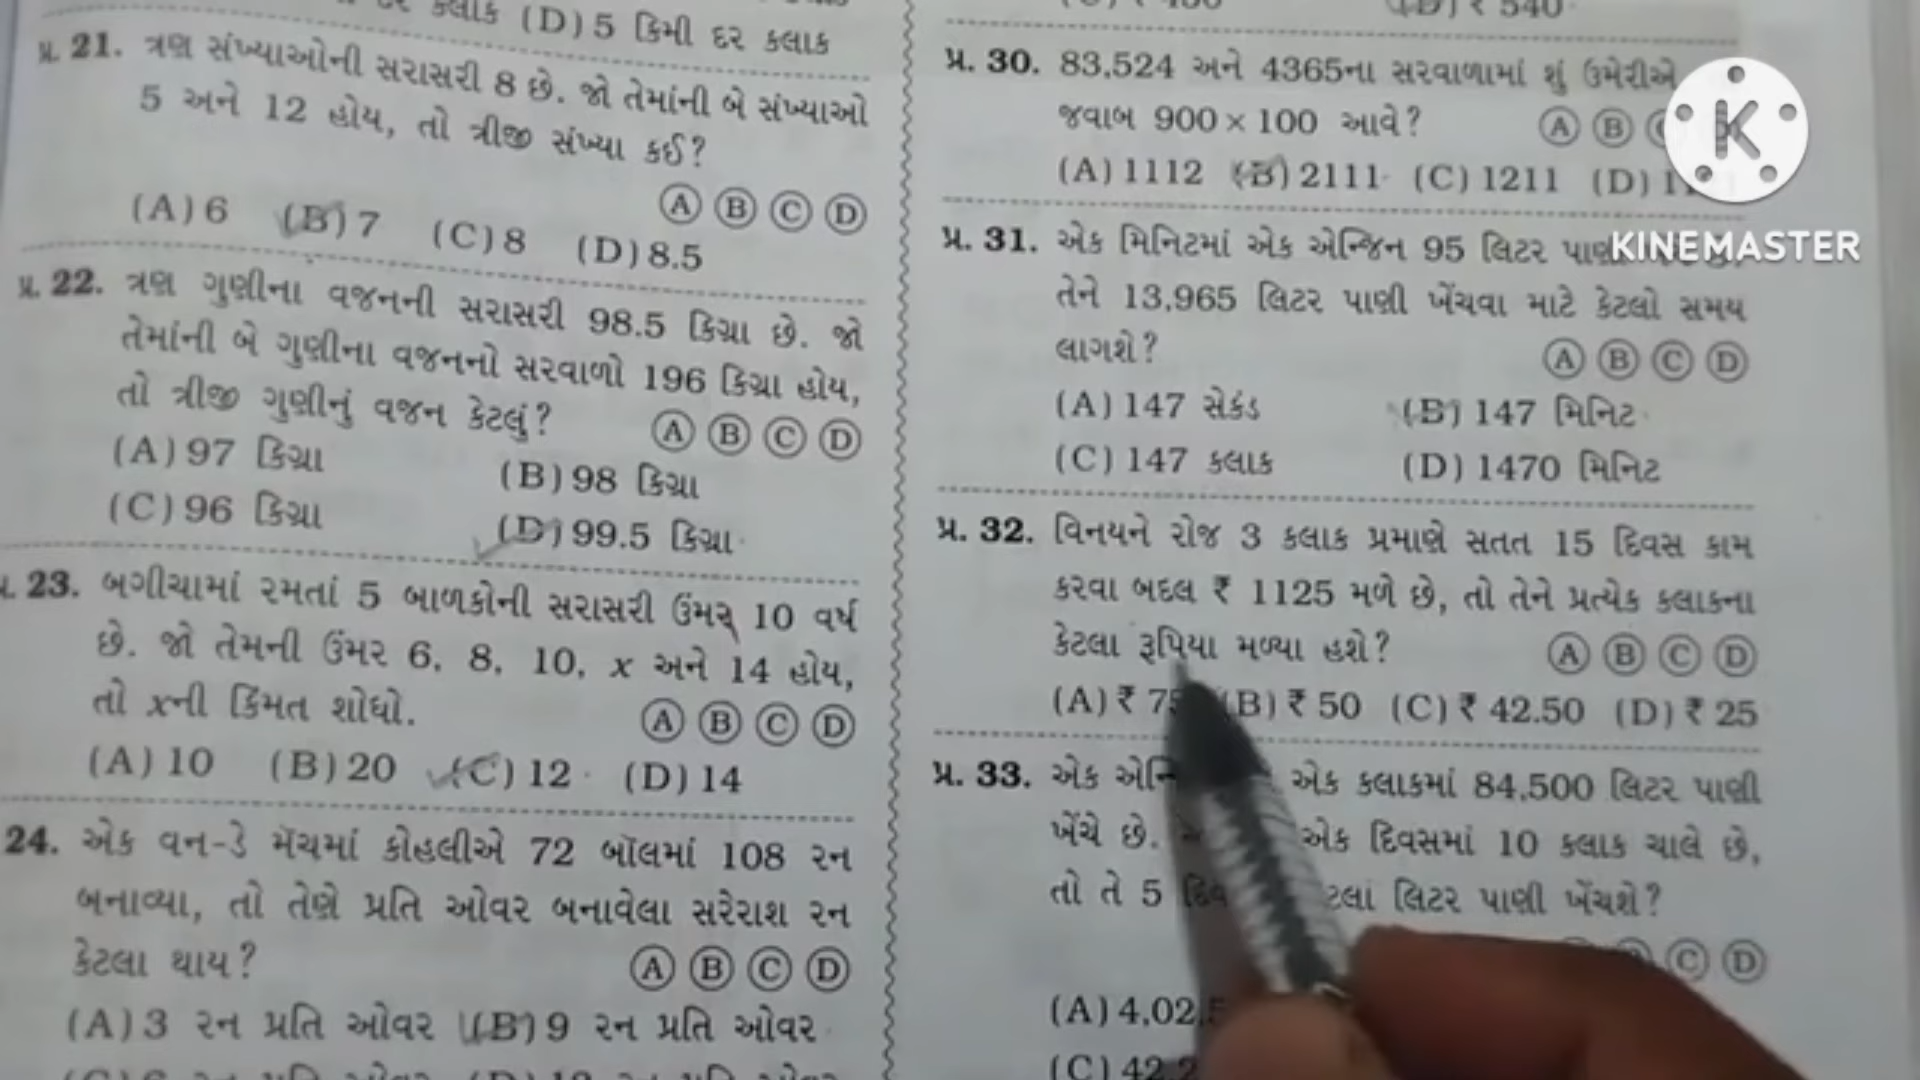 કલાક (D) 5 કિમી દર કલાક
પ્ર. 21. ત્રણ સંખ્યાઓની સરાસરી 8 છે. જો તેમાંની બે સંખ્યાઓ
5 અને 12 હોય, તો ત્રીજી સંખ્યા કઈ?
A B C D
(A) 6 (B) 7 (C) 8 (D) 8.5
પ્ર. 22. ત્રણ ગુણીના વજનની સરાસરી 98.5 કિગ્રા છે. જો
તેમાંની બે ગુણીના વજનનો સરવાળો 196 કિગ્રા હોય,
તો ત્રીજી ગુણીનું વજન કેટલું?
A B C D
(A) 97 કિગ્રા (B) 98 કિગ્રા
(C) 96 કિગ્રા (D) 99.5 કિગ્રા
23. બગીચામાં રમતાં 5 બાળકોની સરાસરી ઉંમર 10 વર્ષ
છે. જો તેમની ઉંમર 6, 8, 10, x અને 14 હોય,
તો xની કિંમત શોધો.
A B C D
(A) 10 (B) 20 (C) 12 (D) 14
24. એક વન-ડે મૅચમાં કોહલીએ 72 બૉલમાં 108 રન
બનાવ્યા, તો તેણે પ્રતિ ઓવર બનાવેલા સરેરાશ રન
કેટલા થાય?
A B C D
(A) 3 રન પ્રતિ ઓવર (B) 9 રન પ્રતિ ઓવર
(D) ₹ 540
પ્ર. 30. 83,524 અને 4365ના સરવાળામાં શું ઉમેરીએ
જવાબ 900 × 100 આવે?
A B
(A) 1112 (B) 2111 (C) 1211 (D)
પ્ર. 31. એક મિનિટમાં એક એન્જિન 95 લિટર પાણી
તેને 13,965 લિટર પાણી ખેંચવા માટે કેટલો સમય
લાગશે?
A B C D
(A) 147 સેકંડ (B) 147 મિનિટ
(C) 147 કલાક (D) 1470 મિનિટ
પ્ર. 32. વિનયને રોજ 3 કલાક પ્રમાણે સતત 15 દિવસ કામ
કરવા બદલ ₹ 1125 મળે છે, તો તેને પ્રત્યેક કલાકના
કેટલા રૂપિયા મળ્યા હશે?
A B C D
(A) ₹ 75 (B) ₹ 50 (C) ₹ 42.50 (D) ₹ 25
પ્ર. 33. એક એક કલાકમાં 84,500 લિટર પાણી
ખેંચે છે. એક દિવસમાં 10 કલાક ચાલે છે,
તો તે 5 લિટર પાણી ખેંચશે?
C D
(A)
(C)
K
KINEMASTER